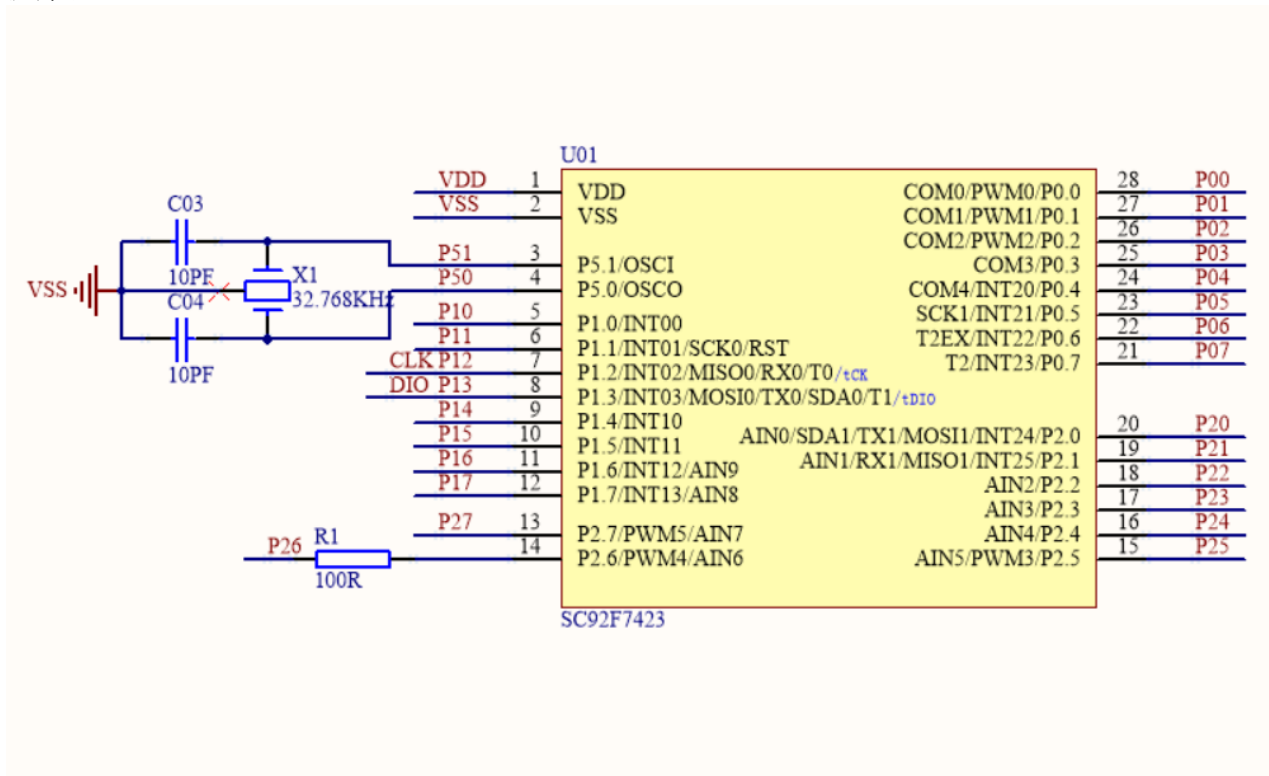 U01
VDD 1 VDD
VSS 2 VSS
P51 3 P5.1/OSCI
P50 4 P5.0/OSCO
P10 5 P1.0/INT00
P11 6 P1.1/INT01/SCK0/RST
CLK P12 7 P1.2/INT02/MISO0/RX0/T0/tCK
DIO P13 8 P1.3/INT03/MOSI0/TX0/SDA0/T1/tDIO
P14 9 P1.4/INT10
P15 10 P1.5/INT11
P16 11 P1.6/INT12/AIN9
P17 12 P1.7/INT13/AIN8
P27 13 P2.7/PWM5/AIN7
P26 R1 14 P2.6/PWM4/AIN6
100R
C03
10PF
VSS
X1
32.768KHz
C04
10PF
COM0/PWM0/P0.0 28 P00
COM1/PWM1/P0.1 27 P01
COM2/PWM2/P0.2 26 P02
COM3/P0.3 25 P03
COM4/INT20/P0.4 24 P04
SCK1/INT21/P0.5 23 P05
T2EX/INT22/P0.6 22 P06
T2/INT23/P0.7 21 P07
AIN0/SDA1/TX1/MOSI1/INT24/P2.0 20 P20
AIN1/RX1/MISO1/INT25/P2.1 19 P21
AIN2/P2.2 18 P22
AIN3/P2.3 17 P23
AIN4/P2.4 16 P24
AIN5/PWM3/P2.5 15 P25
SC92F7423